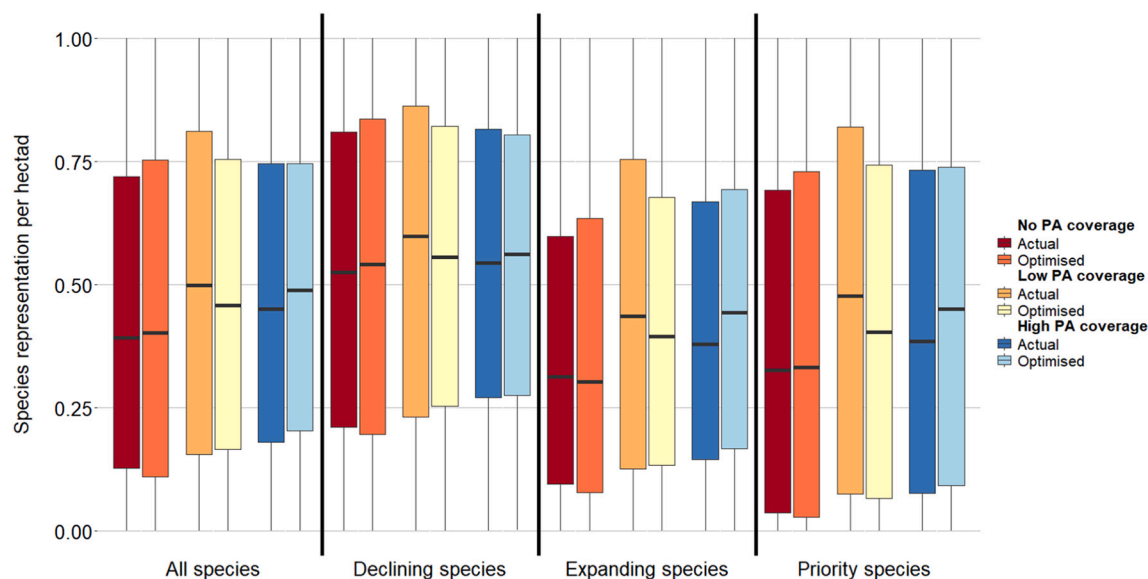 Species representation per hectad
1.00
0.75
0.50
0.25
0.00
All species
Declining species
Expanding species
Priority species
No PA coverage
Actual
Optimised
Low PA coverage
Actual
Optimised
High PA coverage
Actual
Optimised